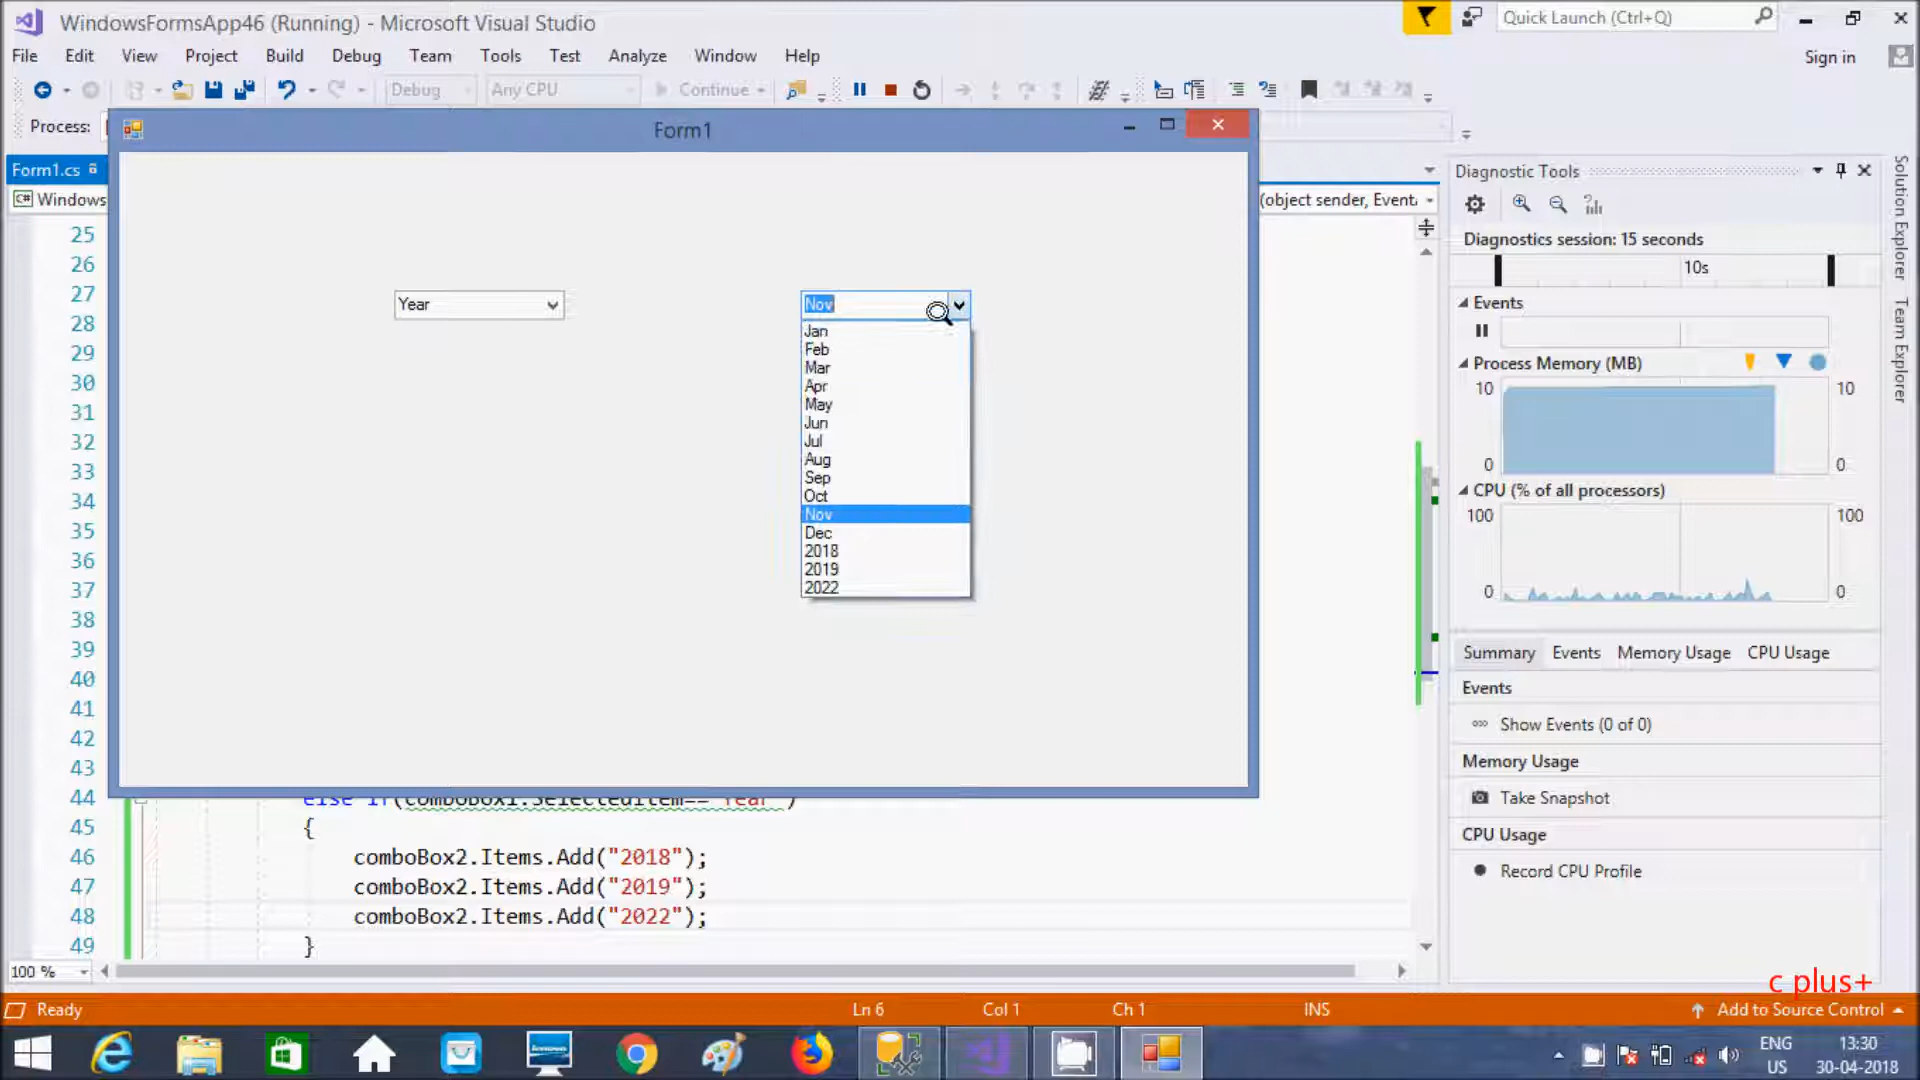 WindowsFormsApp46 (Running) - Microsoft Visual Studio
Quick Launch (Ctrl+Q)
File Edit View Project Build Debug Team Tools Test Analyze Window Help
Sign in
Debug Any CPU Continue
Process:
Form1
Form1.cs
Windows
(object sender, Event
Year
Nov
Jan
Feb
Mar
Apr
May
Jun
Jul
Aug
Sep
Oct
Nov
Dec
2018
2019
2022
25
26
27
28
29
30
31
32
33
34
35
36
37
38
39
40
41
42
43
44 else if(comboBox1.SelectedItem== Year )
45 {
46 comboBox2.Items.Add("2018");
47 comboBox2.Items.Add("2019");
48 comboBox2.Items.Add("2022");
49 }
100 %
Diagnostic Tools
Diagnostics session: 15 seconds
10s
Events
Process Memory (MB)
10 10
0 0
CPU (% of all processors)
100 100
0 0
Summary Events Memory Usage CPU Usage
Events
Show Events (0 of 0)
Memory Usage
Take Snapshot
CPU Usage
Record CPU Profile
Solution Explorer
Team Explorer
c plus+
Ready Ln 6 Col 1 Ch 1 INS Add to Source Control
ENG
US
13:30
30-04-2018